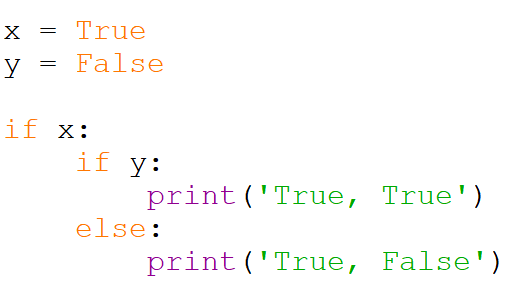 x = True
y = False
if x:
    if y:
        print('True, True')
    else:
        print('True, False')